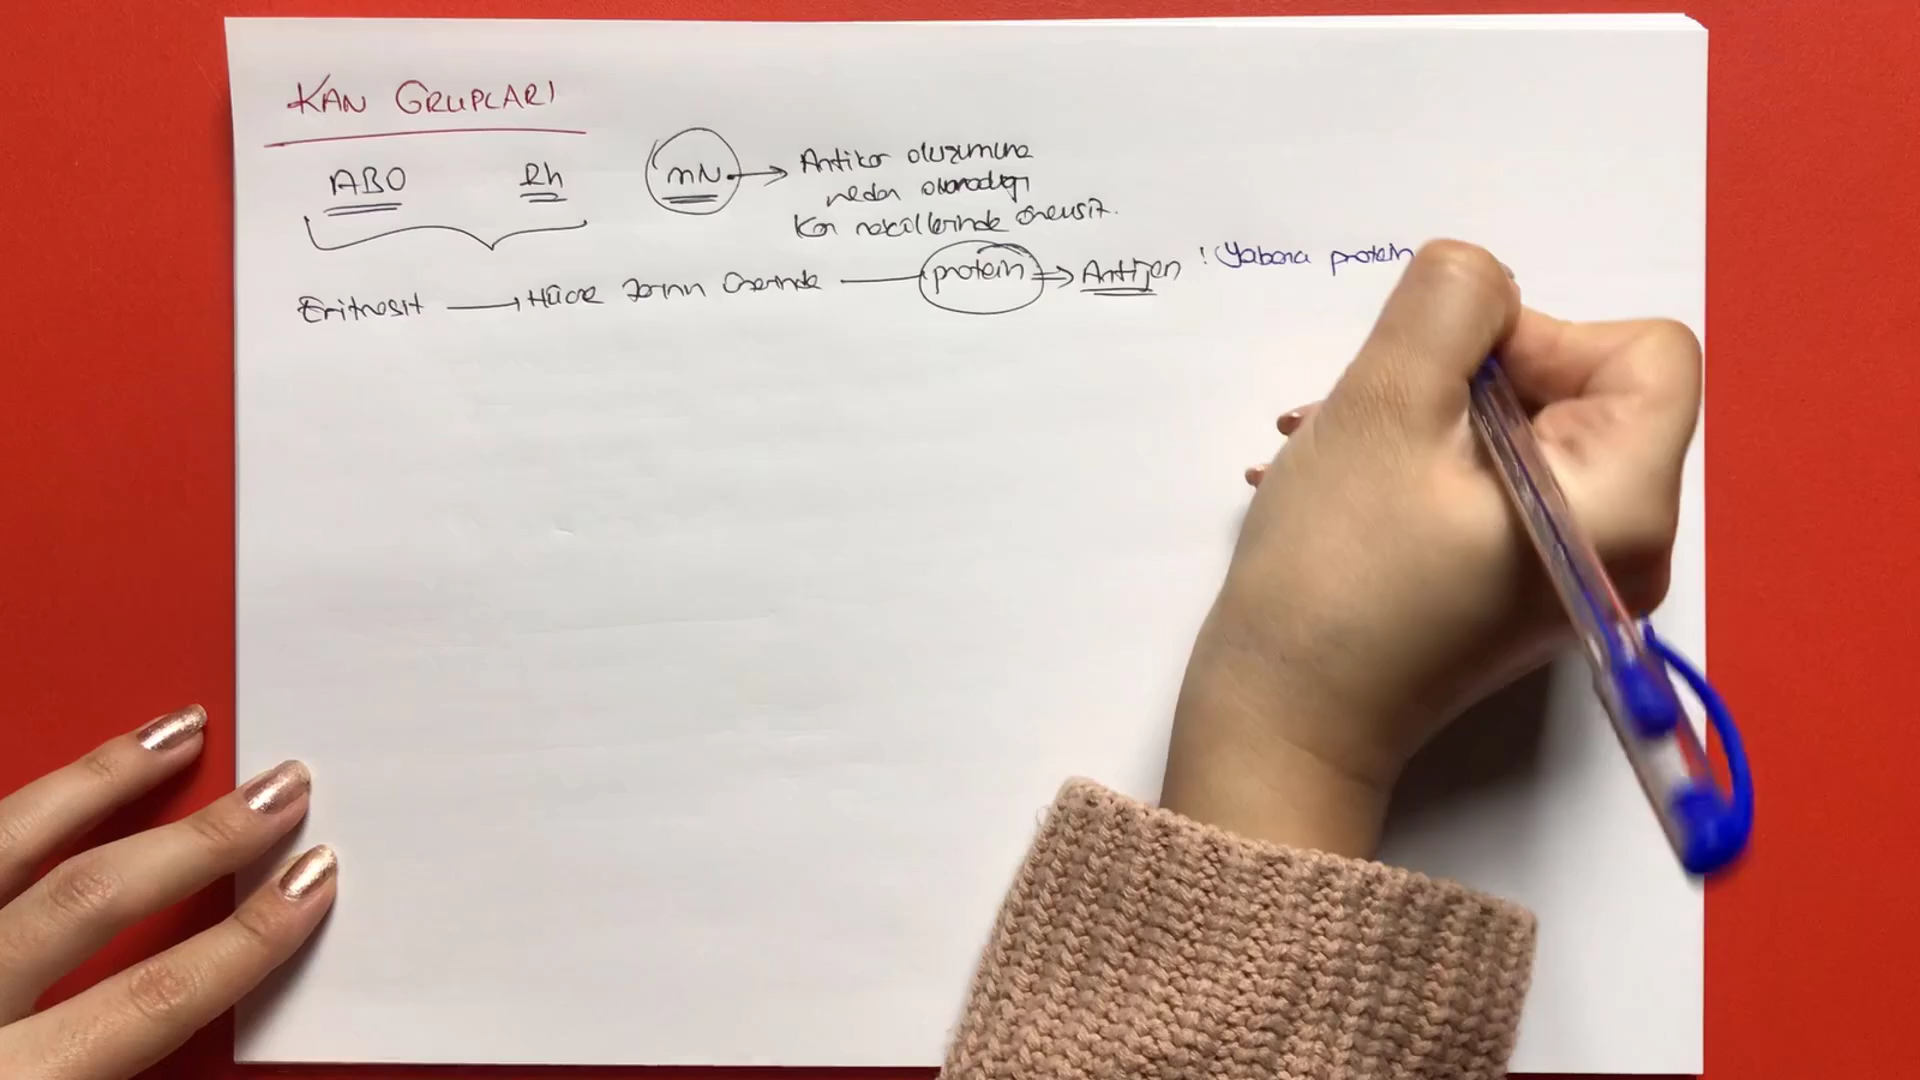 KAN GRUPLARI
ABO Rh MN → Antikor oluşumuna
neden olmadığı
Kan nakillerinde önemsiz.
Eritrosit → Hücre zarının üzerinde — protein ⇒ Antijen : (Yabancı protein